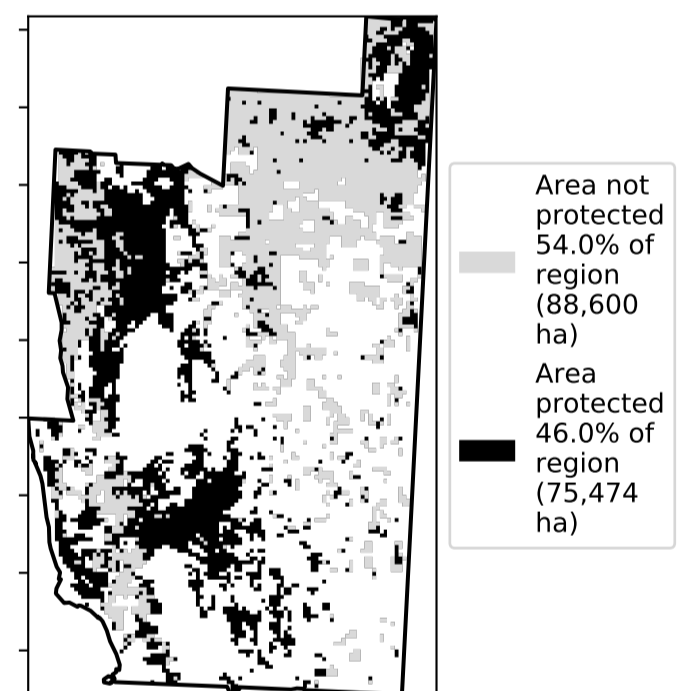 Area not
protected
54.0% of
region
(88,600
ha)
Area
protected
46.0% of
region
(75,474
ha)